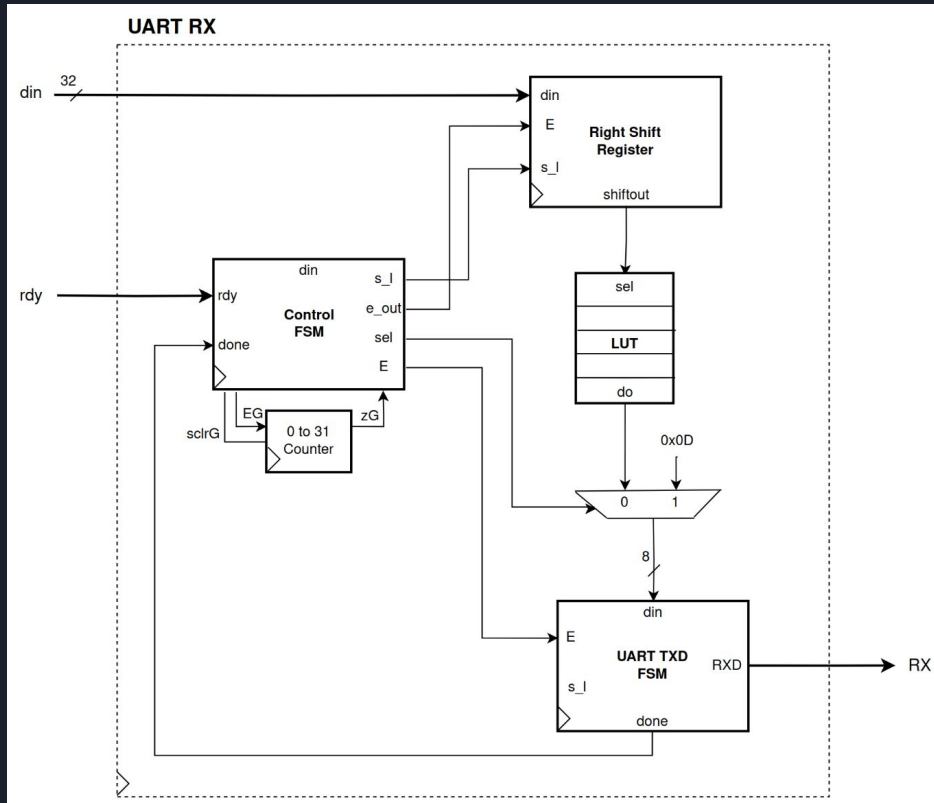 UART RX
din
32
din
E
Right Shift
Register
s_l
shiftout
rdy
din
rdy
s_l
Control
FSM
e_out
done
sel
E
sclrG
EG
zG
0 to 31
Counter
sel
LUT
do
0x0D
0
1
8
din
E
UART TXD
FSM
RXD
RX
s_l
done